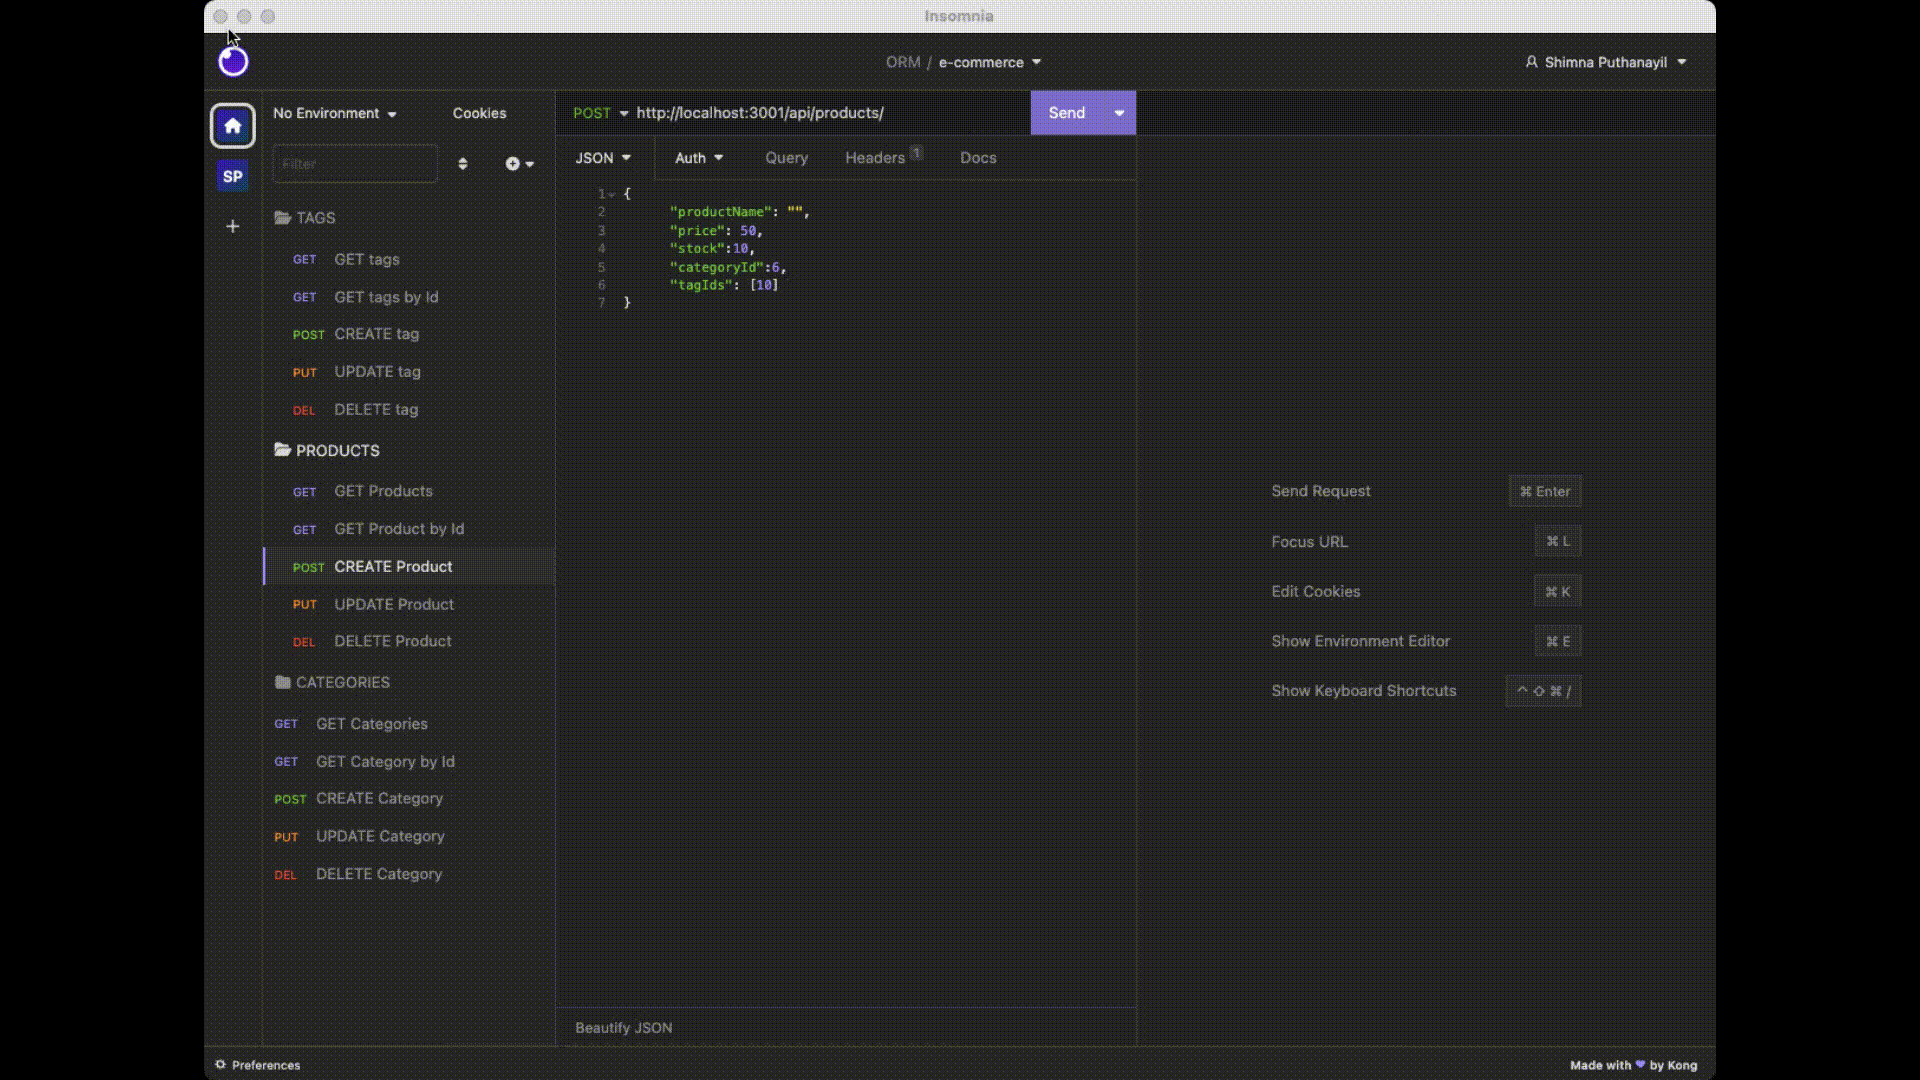 Insomnia
ORM / e-commerce
Shimna Puthanayil
No Environment
Cookies
Filter
SP
TAGS
GET GET tags
GET GET tags by Id
POST CREATE tag
PUT UPDATE tag
DEL DELETE tag
PRODUCTS
GET GET Products
GET GET Product by Id
POST CREATE Product
PUT UPDATE Product
DEL DELETE Product
CATEGORIES
GET GET Categories
GET GET Category by Id
POST CREATE Category
PUT UPDATE Category
DEL DELETE Category
POST http://localhost:3001/api/products/ Send
JSON Auth Query Headers 1 Docs
1 {
2 "productName": "",
3 "price": 50,
4 "stock":10,
5 "categoryId":6,
6 "tagIds": [10]
7 }
Beautify JSON
Send Request ⌘ Enter
Focus URL ⌘ L
Edit Cookies ⌘ K
Show Environment Editor ⌘ E
Show Keyboard Shortcuts ^ ⇧ ⌘ /
Preferences
Made with ♥ by Kong